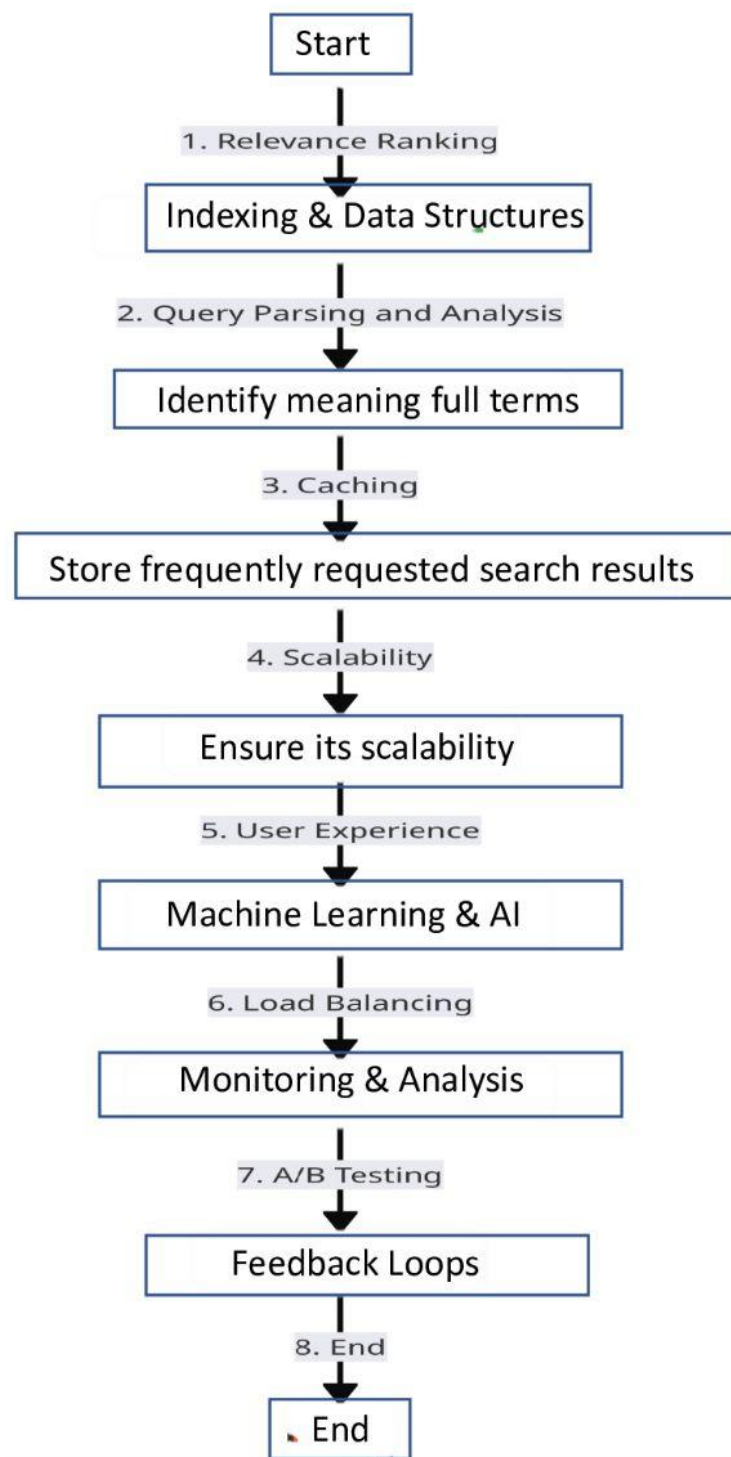 Start
1. Relevance Ranking
Indexing & Data Structures
2. Query Parsing and Analysis
Identify meaning full terms
3. Caching
Store frequently requested search results
4. Scalability
Ensure its scalability
5. User Experience
Machine Learning & AI
6. Load Balancing
Monitoring & Analysis
7. A/B Testing
Feedback Loops
8. End
End